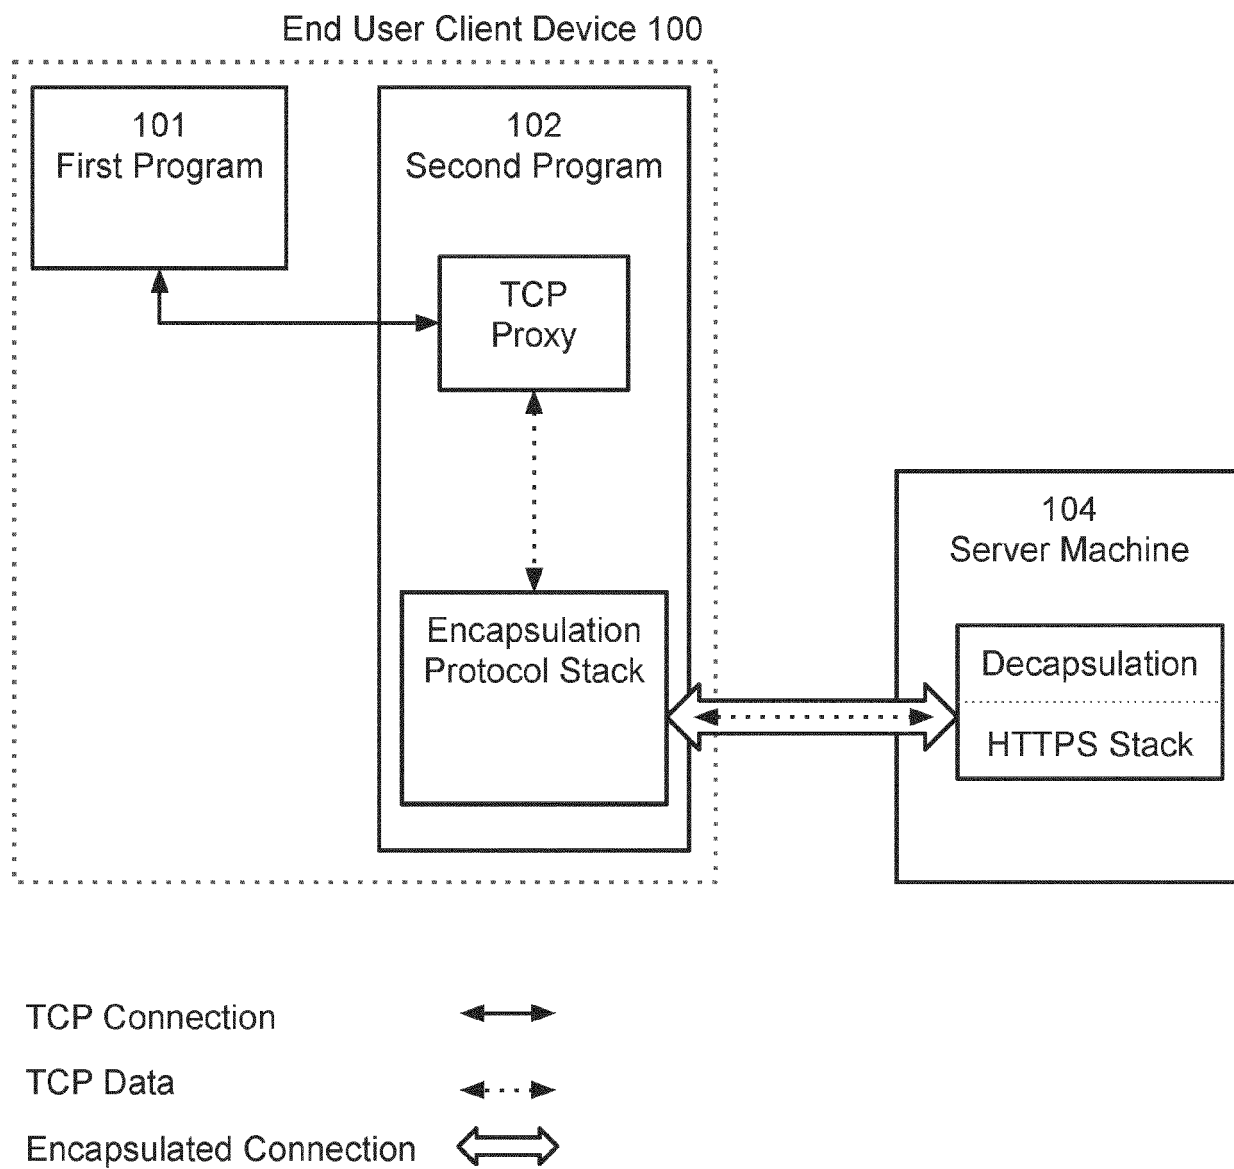 End User Client Device 100
101
First Program
102
Second Program
TCP
Proxy
104
Server Machine
Encapsulation
Protocol Stack
Decapsulation
HTTPS Stack
TCP Connection
TCP Data
Encapsulated Connection